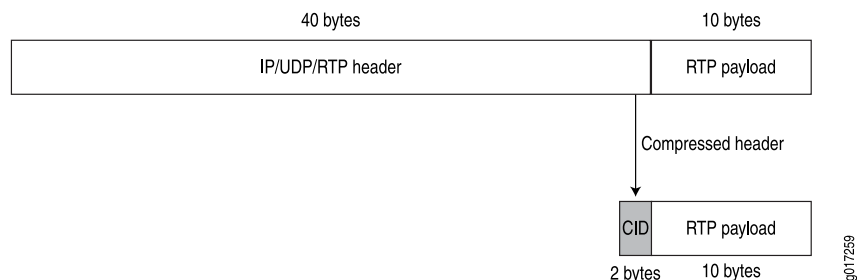 40 bytes
10 bytes
IP/UDP/RTP header
RTP payload
Compressed header
CID
RTP payload
2 bytes
10 bytes
g017259